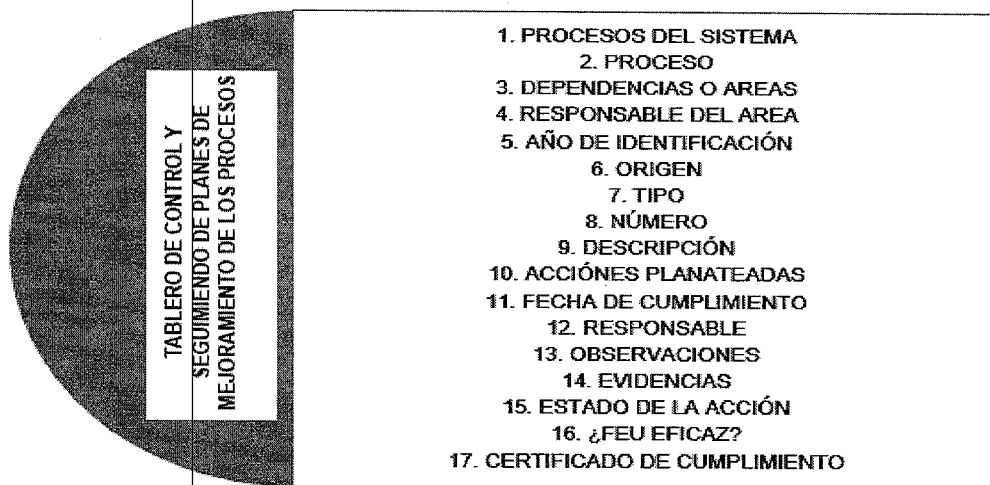 TABLERO DE CONTROL Y
SEGUIMIENDO DE PLANES DE
MEJORAMIENTO DE LOS PROCESOS
1. PROCESOS DEL SISTEMA
2. PROCESO
3. DEPENDENCIAS O AREAS
4. RESPONSABLE DEL AREA
5. AÑO DE IDENTIFICACIÓN
6. ORIGEN
7. TIPO
8. NÚMERO
9. DESCRIPCIÓN
10. ACCIÓNES PLANATEADAS
11. FECHA DE CUMPLIMIENTO
12. RESPONSABLE
13. OBSERVACIONES
14. EVIDENCIAS
15. ESTADO DE LA ACCIÓN
16. ¿FEU EFICAZ?
17. CERTIFICADO DE CUMPLIMIENTO